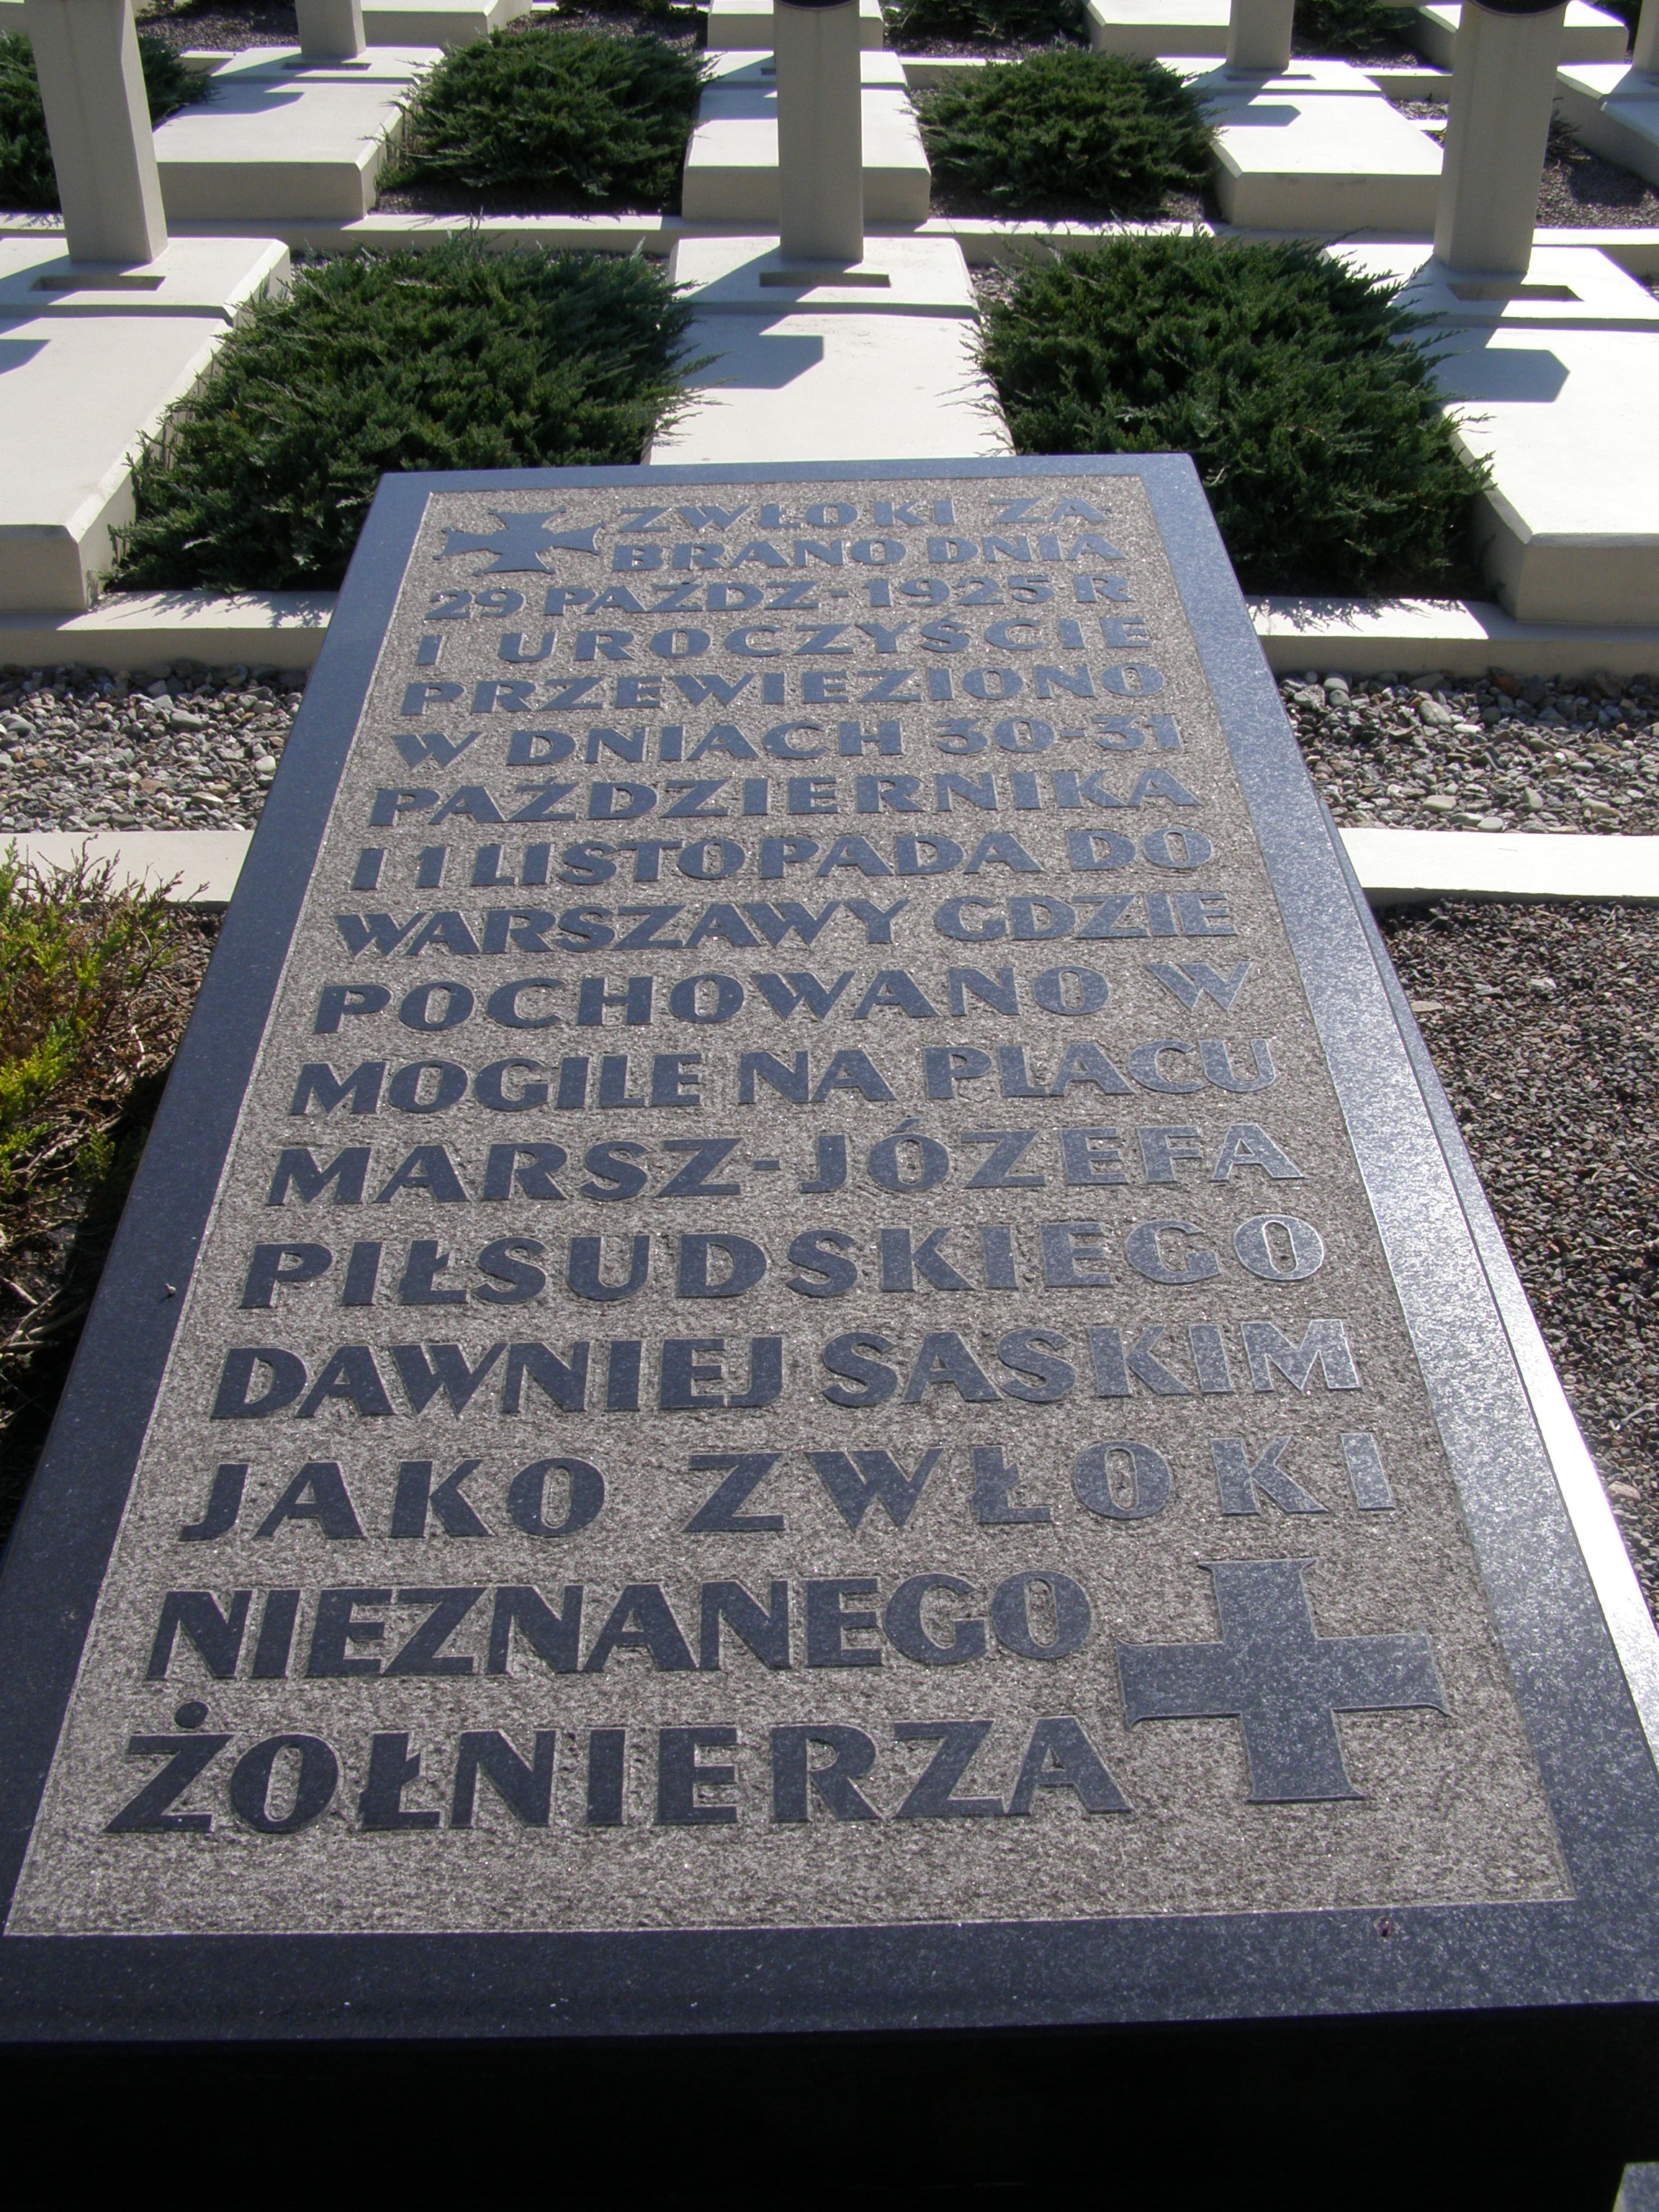 ZWŁOKI ZA
BRANO DNIA
29 PAŹDZ-1925 R
I UROCZYŚCIE
PRZEWIEZIONO
W DNIACH 30-31
PAŹDZIERNIKA
I 1 LISTOPADA DO
WARSZAWY GDZIE
POCHOWANO W
MOGILE NA PLACU
MARSZ-JÓZEFA
PIŁSUDSKIEGO
DAWNIEJ SASKIM
JAKO ZWŁOKI
NIEZNANEGO
ŻOŁNIERZA